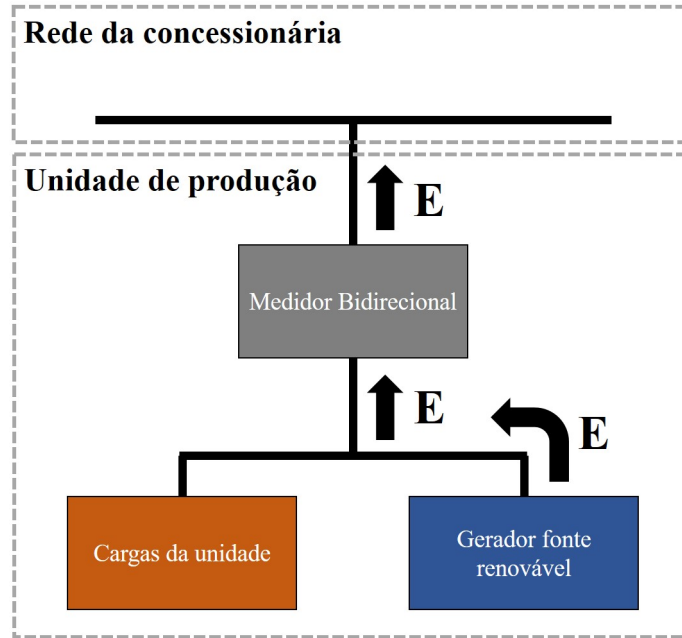 Rede da concessionária
Unidade de produção
E
Medidor Bidirecional
E
E
Cargas da unidade
Gerador fonte
renovável